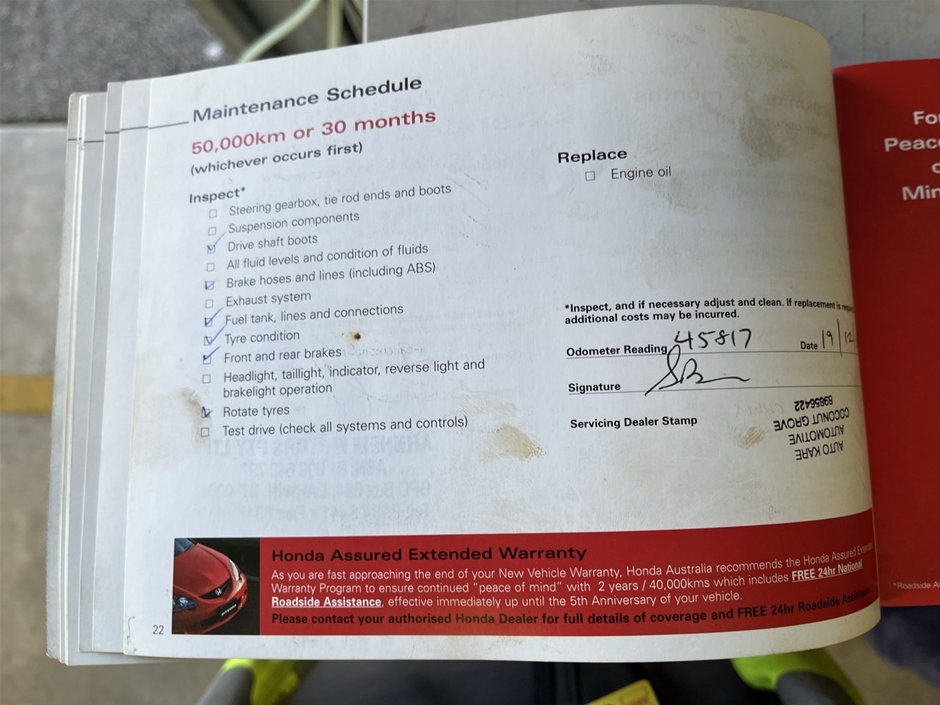 Maintenance Schedule
50,000km or 30 months
(whichever occurs first)
Inspect*
Steering gearbox, tie rod ends and boots
Suspension components
Drive shaft boots
All fluid levels and condition of fluids
Brake hoses and lines (including ABS)
Exhaust system
Fuel tank, lines and connections
Tyre condition
Front and rear brakes
Headlight, taillight, indicator, reverse light and
brakelight operation
Rotate tyres
Test drive (check all systems and controls)
Replace
Engine oil
*Inspect, and if necessary adjust and clean. If replacement is
additional costs may be incurred.
Odometer Reading 45817
Date 19/12
Signature
Servicing Dealer Stamp
AUTO KARE
AUTOMOTIVE
COCONUT GROVE
89856422
Honda Assured Extended Warranty
As you are fast approaching the end of your New Vehicle Warranty, Honda Australia recommends the Honda Assured
Warranty Program to ensure continued "peace of mind" with 2 years / 40,000kms which includes FREE 24hr National
Roadside Assistance, effective immediately up until the 5th Anniversary of your vehicle.
Please contact your authorised Honda Dealer for full details of coverage and FREE 24hr Roadside
22
For
Peac
Min
*Roadside